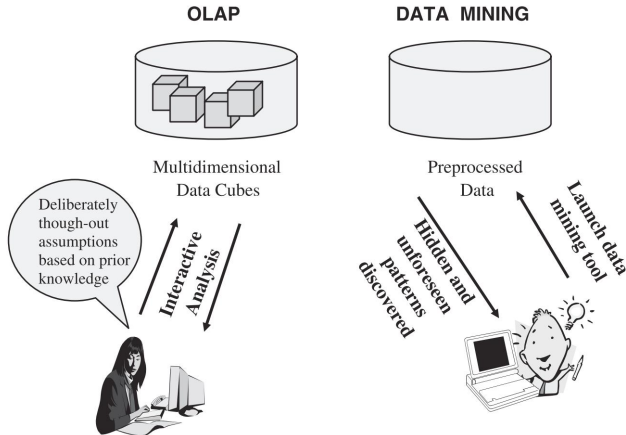 OLAP
DATA MINING
Multidimensional
Data Cubes
Preprocessed
Data
Deliberately
though-out
assumptions
based on prior
knowledge
Interactive
Analysis
Hidden and
unforeseen
patterns
discovered
Launch data
mining tool